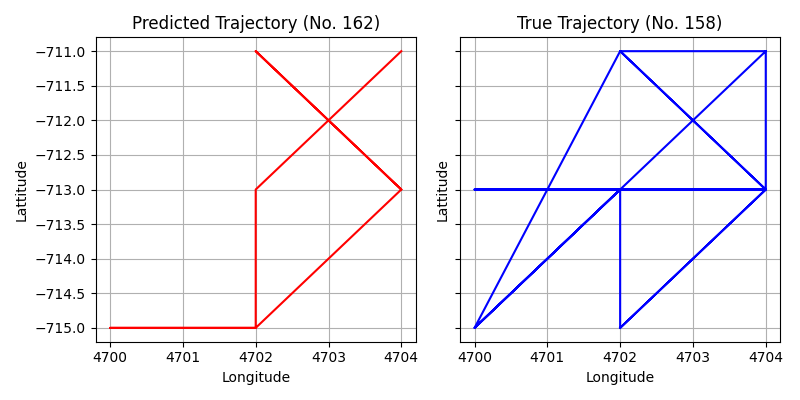 Predicted Trajectory (No. 162)
True Trajectory (No. 158)
Lattitude
−711.0
−711.5
−712.0
−712.5
−713.0
−713.5
−714.0
−714.5
−715.0
4700 4701 4702 4703 4704
Longitude
Lattitude
4700 4701 4702 4703 4704
Longitude